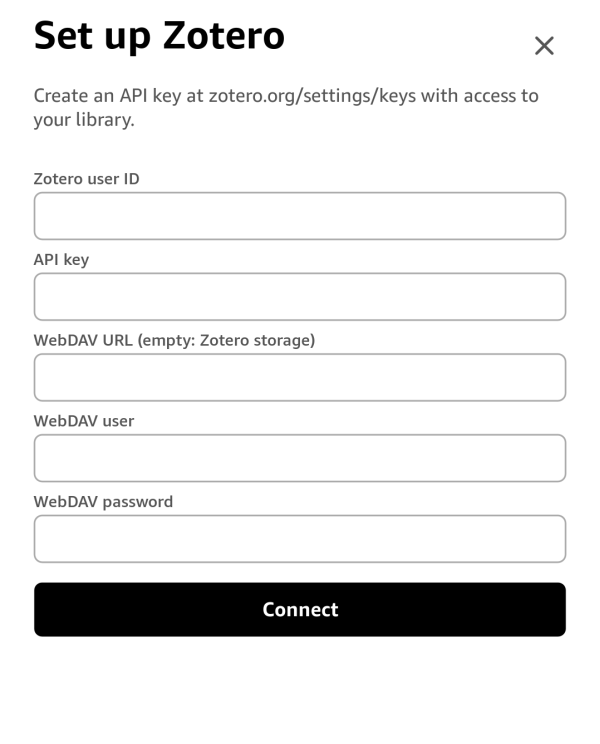 Set up Zotero
Create an API key at zotero.org/settings/keys with access to
your library.
Zotero user ID
API key
WebDAV URL (empty: Zotero storage)
WebDAV user
WebDAV password
Connect